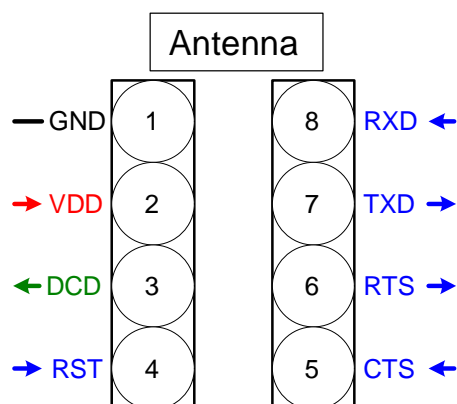 Antenna
GND 1 8 RXD
VDD 2 7 TXD
DCD 3 6 RTS
RST 4 5 CTS